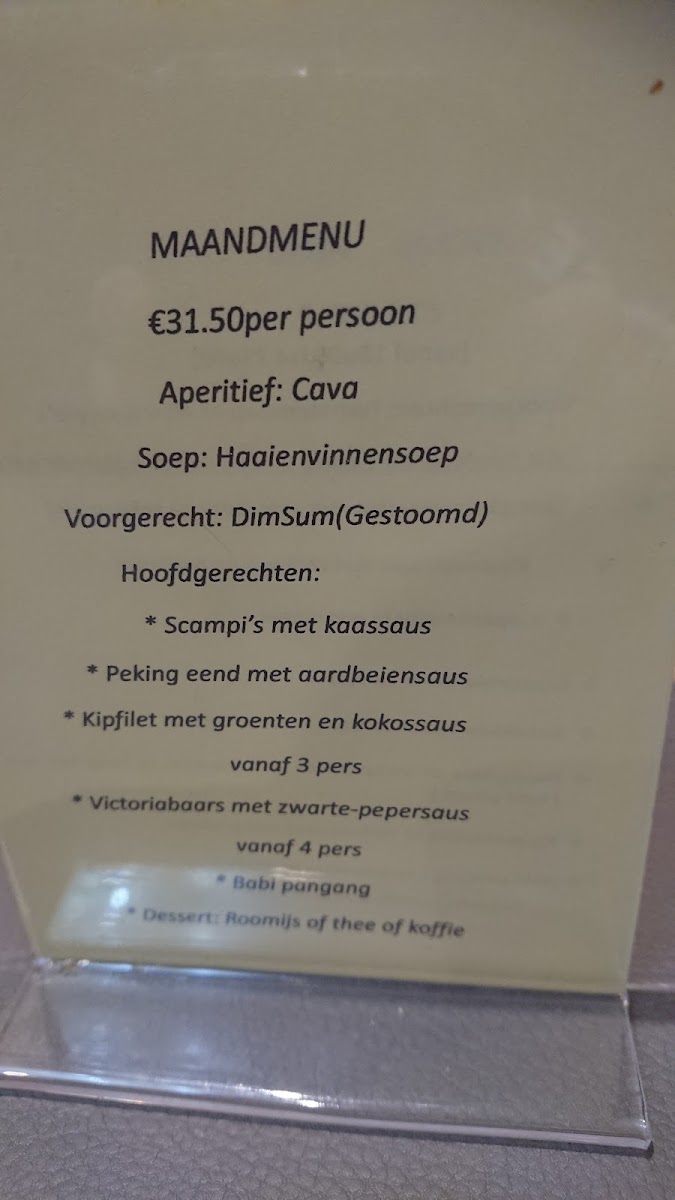 MAANDMENU
€31.50per persoon
Aperitief: Cava
Soep: Haaienvinnensoep
Voorgerecht: DimSum(Gestoomd)
Hoofdgerechten:
* Scampi's met kaassaus
* Peking eend met aardbeiensaus
* Kipfilet met groenten en kokossaus
vanaf 3 pers
* Victoriabaars met zwarte-pepersaus
vanaf 4 pers
* Babi pangang
* Dessert: Roomijs of thee of koffie